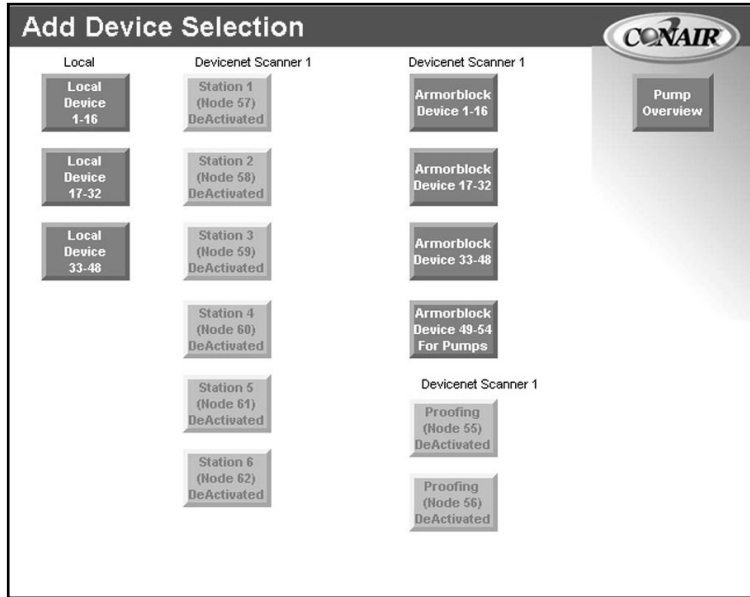 Add Device Selection
CONAIR
Local
Local
Device
1-16
Local
Device
17-32
Local
Device
33-48
Devicenet Scanner 1
Station 1
(Node 57)
DeActivated
Station 2
(Node 58)
DeActivated
Station 3
(Node 59)
DeActivated
Station 4
(Node 60)
DeActivated
Station 5
(Node 61)
DeActivated
Station 6
(Node 62)
DeActivated
Devicenet Scanner 1
Armorblock
Device 1-16
Armorblock
Device 17-32
Armorblock
Device 33-48
Armorblock
Device 49-54
For Pumps
Devicenet Scanner 1
Proofing
(Node 55)
DeActivated
Proofing
(Node 56)
DeActivated
Pump
Overview